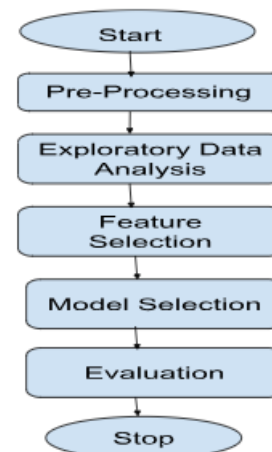 Start
Pre-Processing
Exploratory Data
Analysis
Feature
Selection
Model Selection
Evaluation
Stop